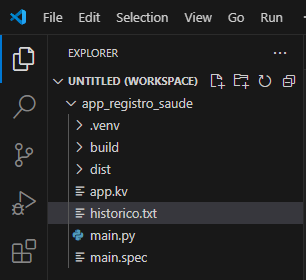 File Edit Selection View Go Run
EXPLORER
UNTITLED (WORKSPACE)
app_registro_saude
.venv
build
dist
app.kv
historico.txt
main.py
main.spec